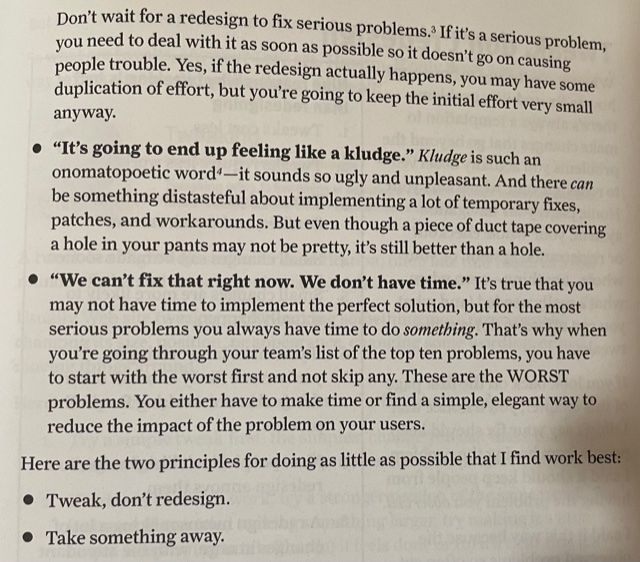 Don't wait for a redesign to fix serious problems.³ If it's a serious problem,
you need to deal with it as soon as possible so it doesn't go on causing
people trouble. Yes, if the redesign actually happens, you may have some
duplication of effort, but you're going to keep the initial effort very small
anyway.
● "It's going to end up feeling like a kludge." Kludge is such an
onomatopoetic word⁴—it sounds so ugly and unpleasant. And there can
be something distasteful about implementing a lot of temporary fixes,
patches, and workarounds. But even though a piece of duct tape covering
a hole in your pants may not be pretty, it's still better than a hole.
● "We can't fix that right now. We don't have time." It's true that you
may not have time to implement the perfect solution, but for the most
serious problems you always have time to do something. That's why when
you're going through your team's list of the top ten problems, you have
to start with the worst first and not skip any. These are the WORST
problems. You either have to make time or find a simple, elegant way to
reduce the impact of the problem on your users.
Here are the two principles for doing as little as possible that I find work best:
● Tweak, don't redesign.
● Take something away.